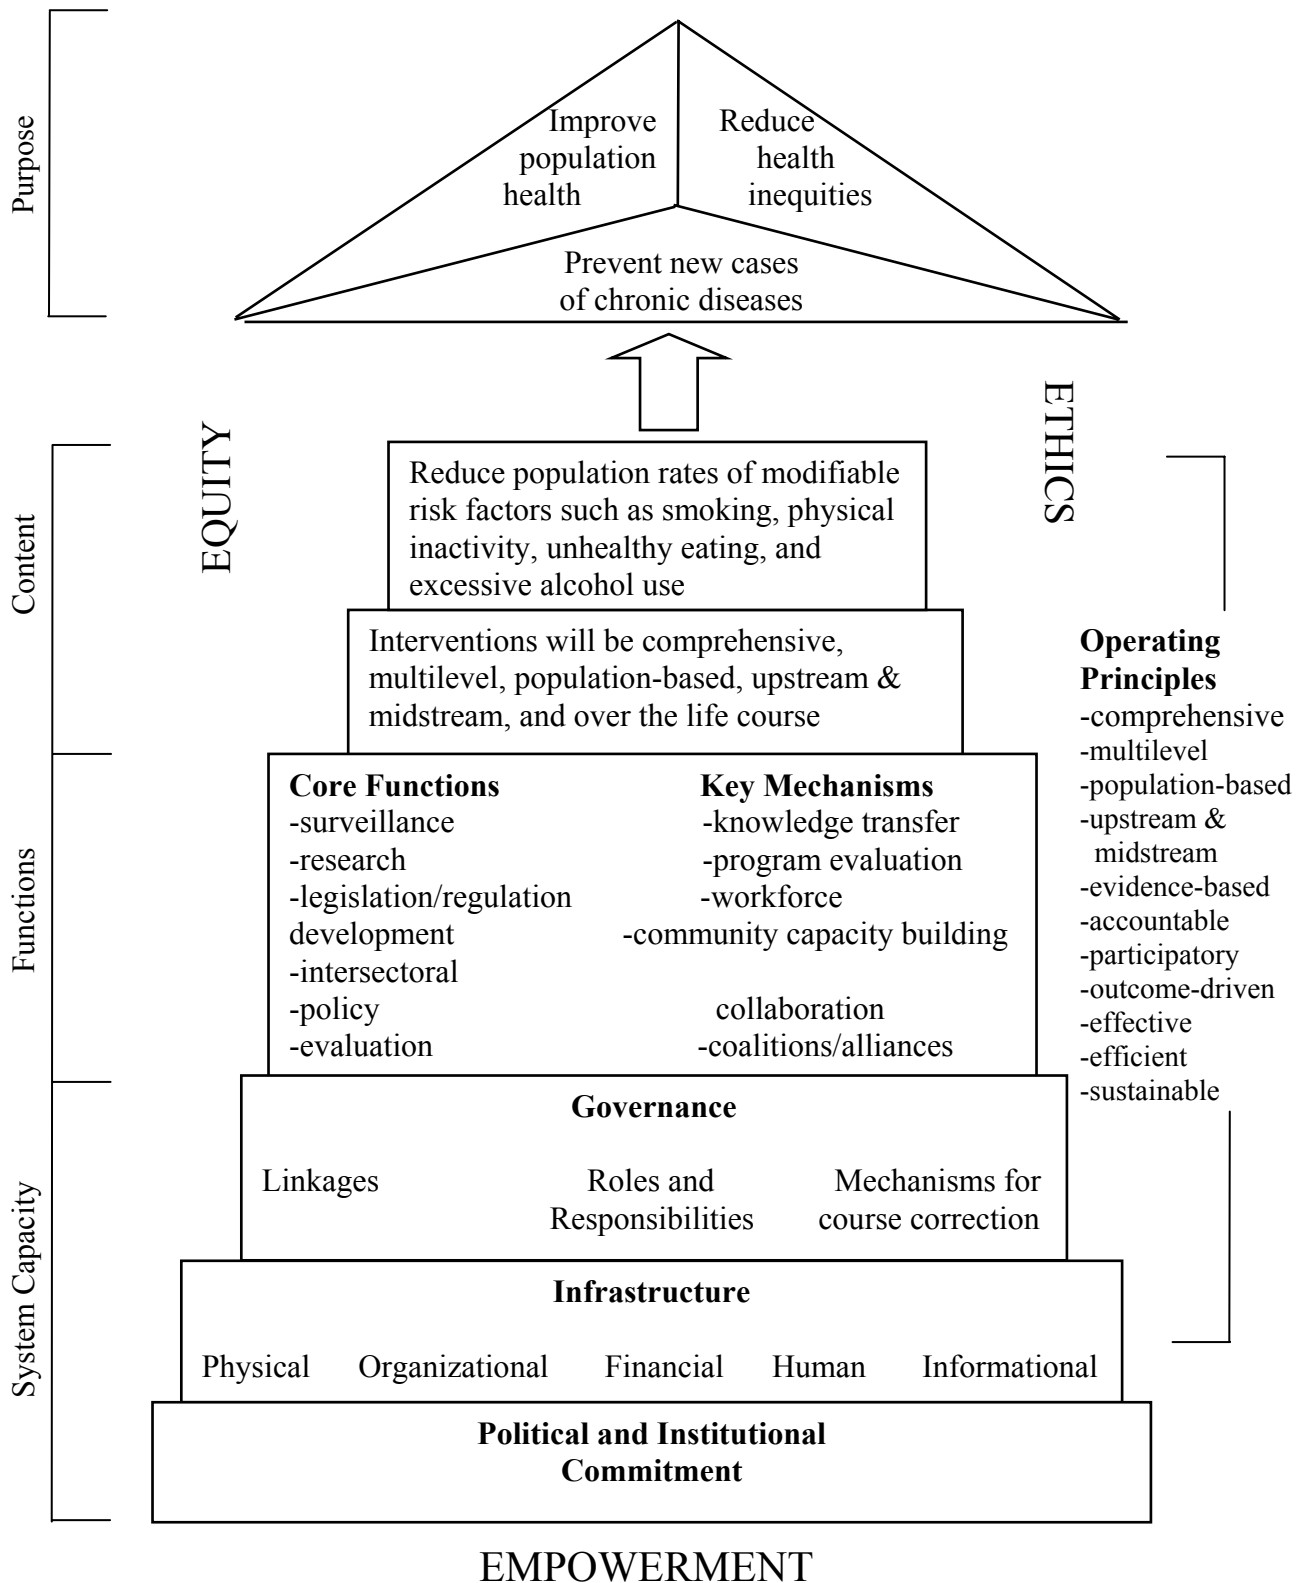 Purpose
Improve
population
health
Reduce
health
inequities
Prevent new cases
of chronic diseases
EQUITY
ETHICS
Content
Reduce population rates of modifiable
risk factors such as smoking, physical
inactivity, unhealthy eating, and
excessive alcohol use
Interventions will be comprehensive,
multilevel, population-based, upstream &
midstream, and over the life course
Functions
Core Functions
-surveillance
-research
-legislation/regulation
development
-intersectoral
-policy
-evaluation
Key Mechanisms
-knowledge transfer
-program evaluation
-workforce
-community capacity building
collaboration
-coalitions/alliances
Operating
Principles
-comprehensive
-multilevel
-population-based
-upstream &
midstream
-evidence-based
-accountable
-participatory
-outcome-driven
-effective
-efficient
-sustainable
System Capacity
Governance
Linkages
Roles and
Responsibilities
Mechanisms for
course correction
Infrastructure
Physical Organizational Financial Human Informational
Political and Institutional
Commitment
EMPOWERMENT